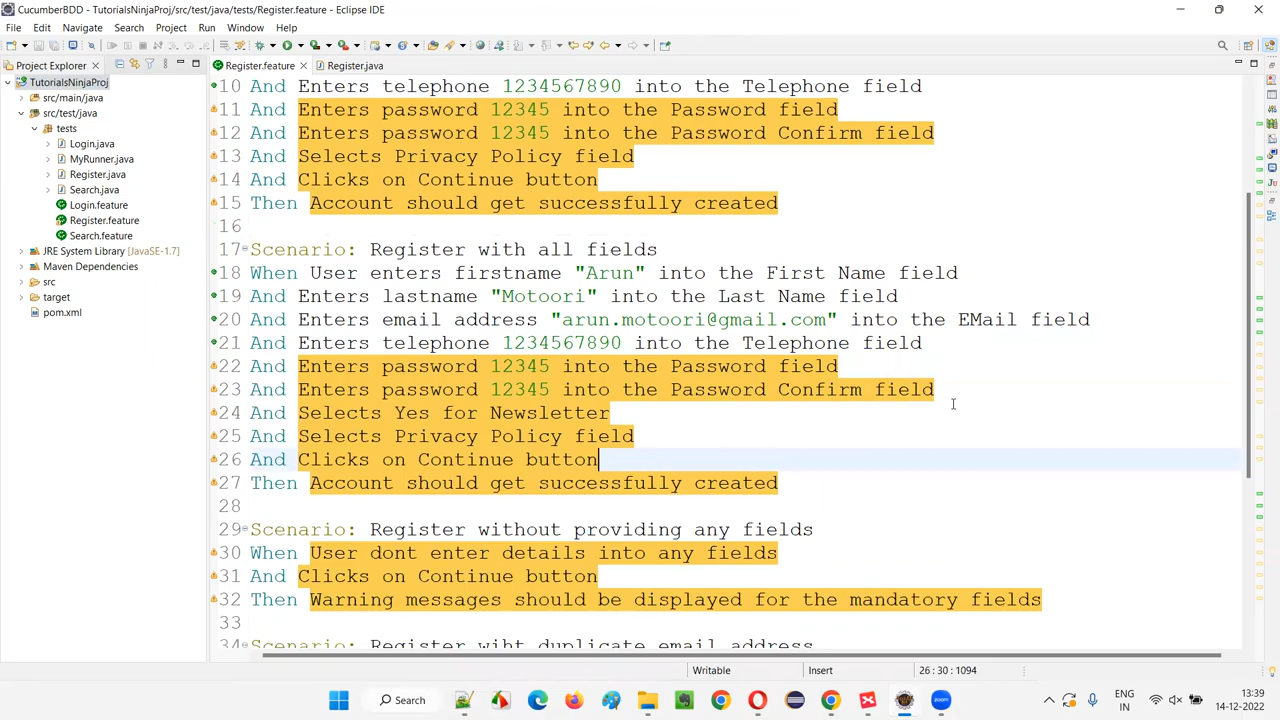 CucumberBDD - TutorialsNinjaProj/src/test/java/tests/Register.feature - Eclipse IDE
File Edit Navigate Search Project Run Window Help
Project Explorer
Register.feature
Register.java
TutorialsNinjaProj
src/main/java
src/test/java
tests
Login.java
MyRunner.java
Register.java
Search.java
Login.feature
Register.feature
Search.feature
JRE System Library [JavaSE-1.7]
Maven Dependencies
src
target
pom.xml
10 And Enters telephone 1234567890 into the Telephone field
11 And Enters password 12345 into the Password field
12 And Enters password 12345 into the Password Confirm field
13 And Selects Privacy Policy field
14 And Clicks on Continue button
15 Then Account should get successfully created
16
17 Scenario: Register with all fields
18 When User enters firstname "Arun" into the First Name field
19 And Enters lastname "Motoori" into the Last Name field
20 And Enters email address "arun.motoori@gmail.com" into the EMail field
21 And Enters telephone 1234567890 into the Telephone field
22 And Enters password 12345 into the Password field
23 And Enters password 12345 into the Password Confirm field
24 And Selects Yes for Newsletter
25 And Selects Privacy Policy field
26 And Clicks on Continue button
27 Then Account should get successfully created
28
29 Scenario: Register without providing any fields
30 When User dont enter details into any fields
31 And Clicks on Continue button
32 Then Warning messages should be displayed for the mandatory fields
33
34 Scenario: Register wiht duplicate email address
Writable Insert 26 : 30 : 1094
Search
zoom
ENG
IN
13:39
14-12-2022